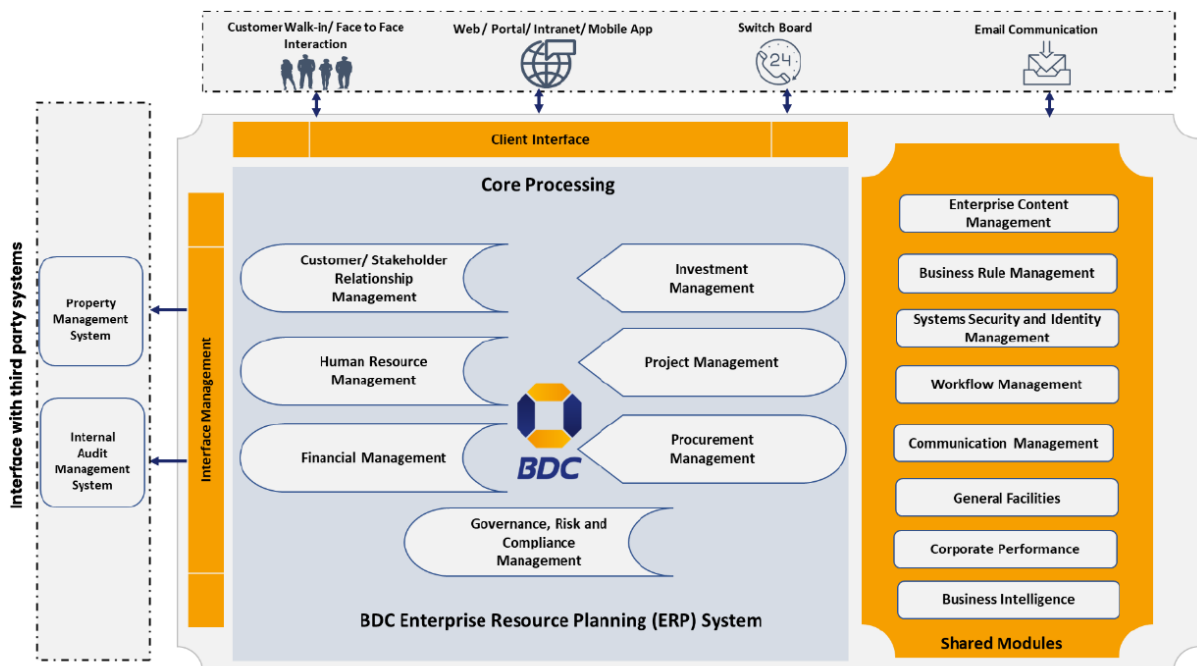 Customer Walk-in/ Face to Face
Interaction
Web / Portal/ Intranet/ Mobile App
Switch Board
24
Email Communication
Client Interface
Interface with third party systems
Property
Management
System
Internal
Audit
Management
System
Interface Management
Core Processing
Customer/ Stakeholder
Relationship
Management
Investment
Management
Human Resource
Management
Project Management
Financial Management
Procurement
Management
BDC
Governance, Risk and
Compliance
Management
BDC Enterprise Resource Planning (ERP) System
Enterprise Content
Management
Business Rule Management
Systems Security and Identity
Management
Workflow Management
Communication Management
General Facilities
Corporate Performance
Business Intelligence
Shared Modules